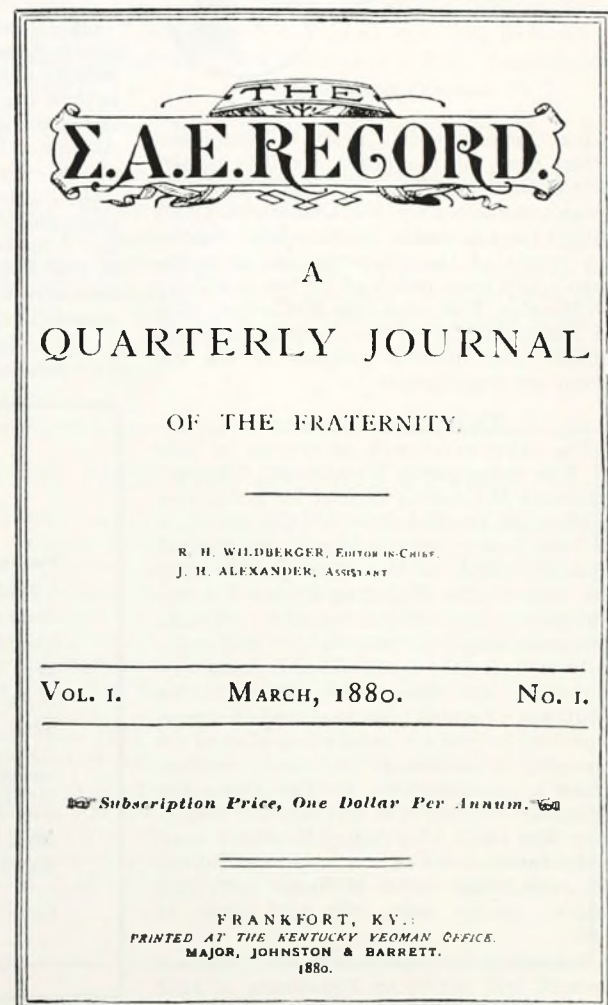 THE
Σ.A.E. RECORD.
A
QUARTERLY JOURNAL
OF THE FRATERNITY.
R. H. WILDBERGER, EDITOR IN-CHIEF.
J. H. ALEXANDER, ASSISTANT
VOL. I. MARCH, 1880. NO. I.
☞ Subscription Price, One Dollar Per Annum. ☜
FRANKFORT, KY.:
PRINTED AT THE KENTUCKY YEOMAN OFFICE.
MAJOR, JOHNSTON & BARRETT.
1880.